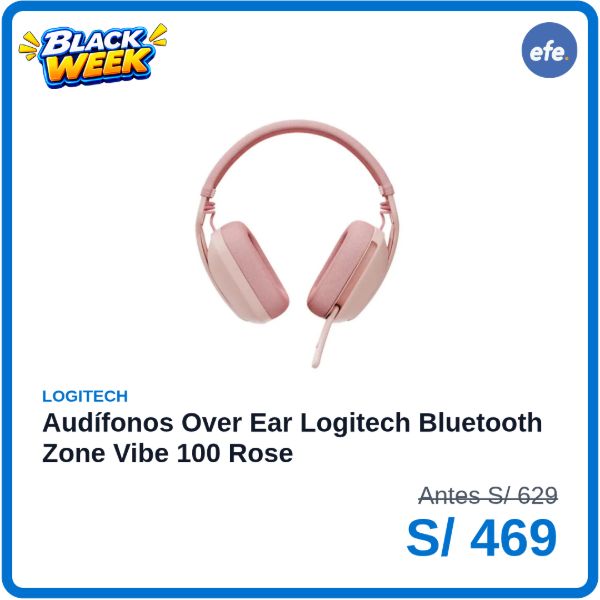 BLACK
WEEK
efe.
LOGITECH
Audífonos Over Ear Logitech Bluetooth
Zone Vibe 100 Rose
Antes S/ 629
S/ 469